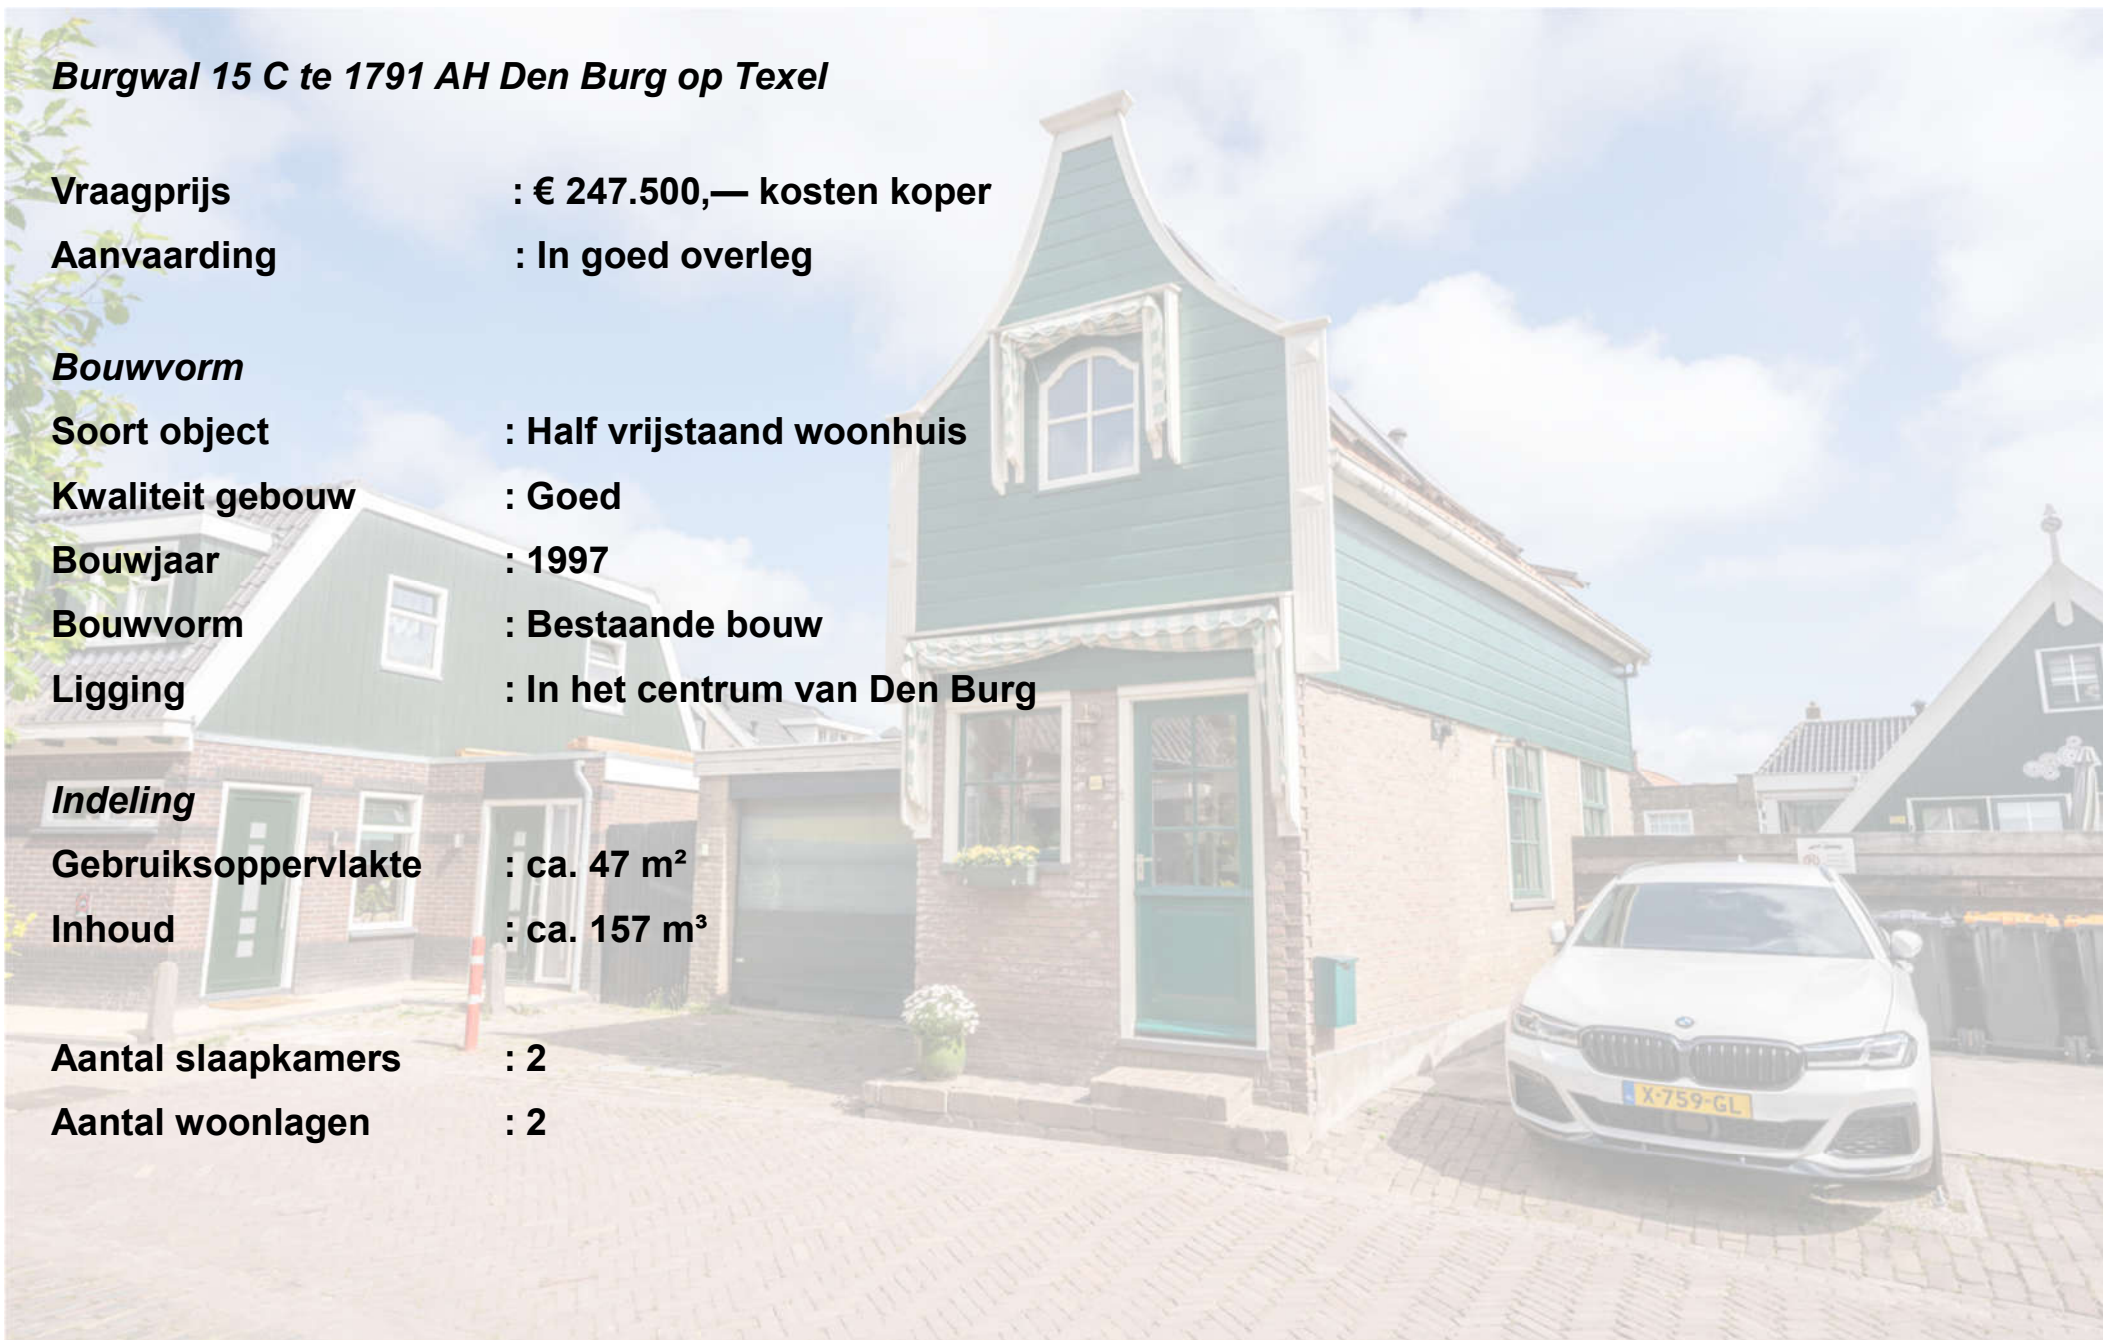 Burgwal 15 C te 1791 AH Den Burg op Texel
Vraagprijs : € 247.500,— kosten koper
Aanvaarding : In goed overleg
Bouwvorm
Soort object : Half vrijstaand woonhuis
Kwaliteit gebouw : Goed
Bouwjaar : 1997
Bouwvorm : Bestaande bouw
Ligging : In het centrum van Den Burg
Indeling
Gebruiksoppervlakte : ca. 47 m²
Inhoud : ca. 157 m³
Aantal slaapkamers : 2
Aantal woonlagen : 2
X-759-GL